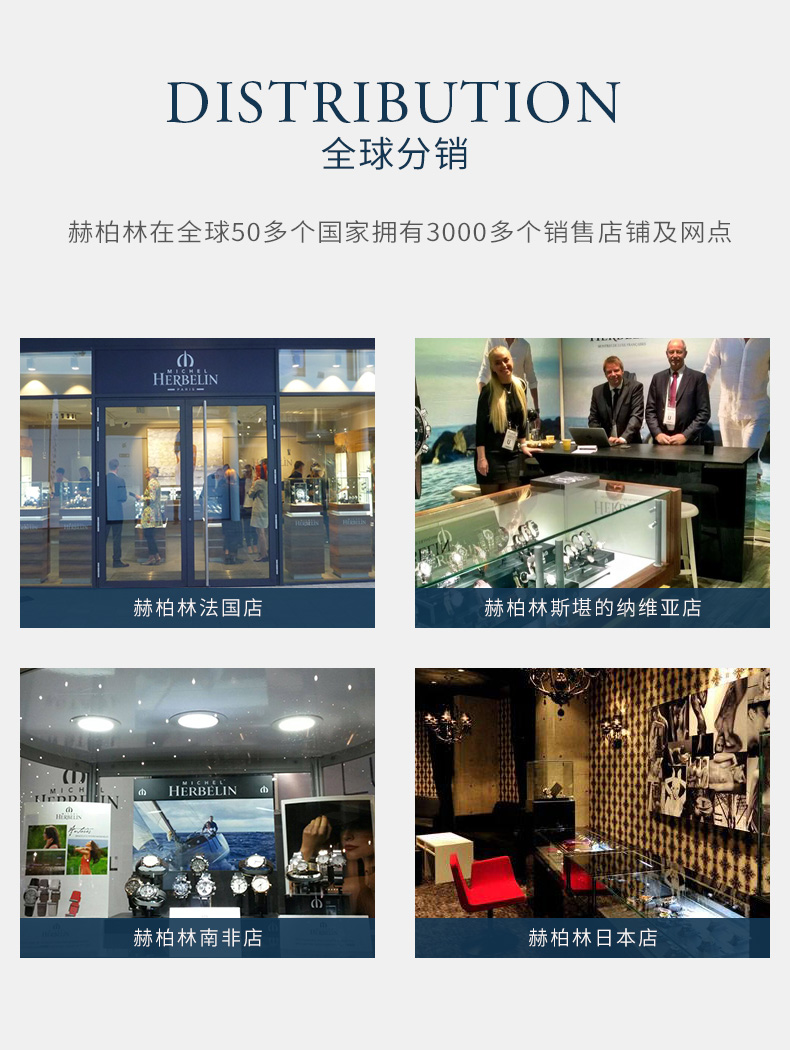 DISTRIBUTION
全球分销
赫柏林在全球50多个国家拥有3000多个销售店铺及网点
MICHEL
HERBELIN
PARIS
赫柏林法国店
赫柏林斯堪的纳维亚店
MICHEL
HERBELIN
MICHEL
HERBELIN
HERBELIN
赫柏林南非店
赫柏林日本店